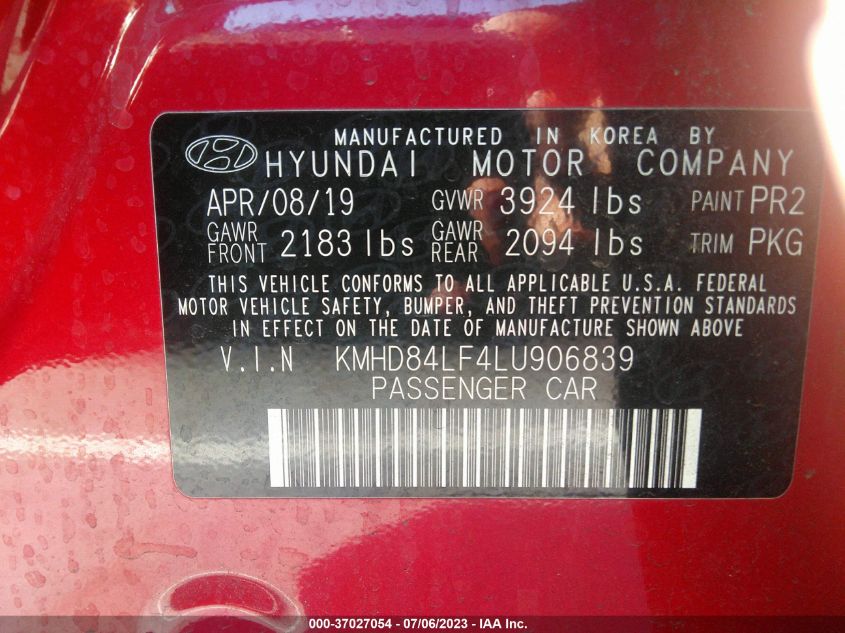 MANUFACTURED IN KOREA BY
HYUNDAI MOTOR COMPANY
APR/08/19 GVWR 3924 lbs PAINT PR2
GAWR FRONT 2183 lbs GAWR REAR 2094 lbs TRIM PKG
THIS VEHICLE CONFORMS TO ALL APPLICABLE U.S.A. FEDERAL
MOTOR VEHICLE SAFETY, BUMPER, AND THEFT PREVENTION STANDARDS
IN EFFECT ON THE DATE OF MANUFACTURE SHOWN ABOVE
V.I.N KMHD84LF4LU906839
PASSENGER CAR
000-37027054 - 07/06/2023 - IAA Inc.